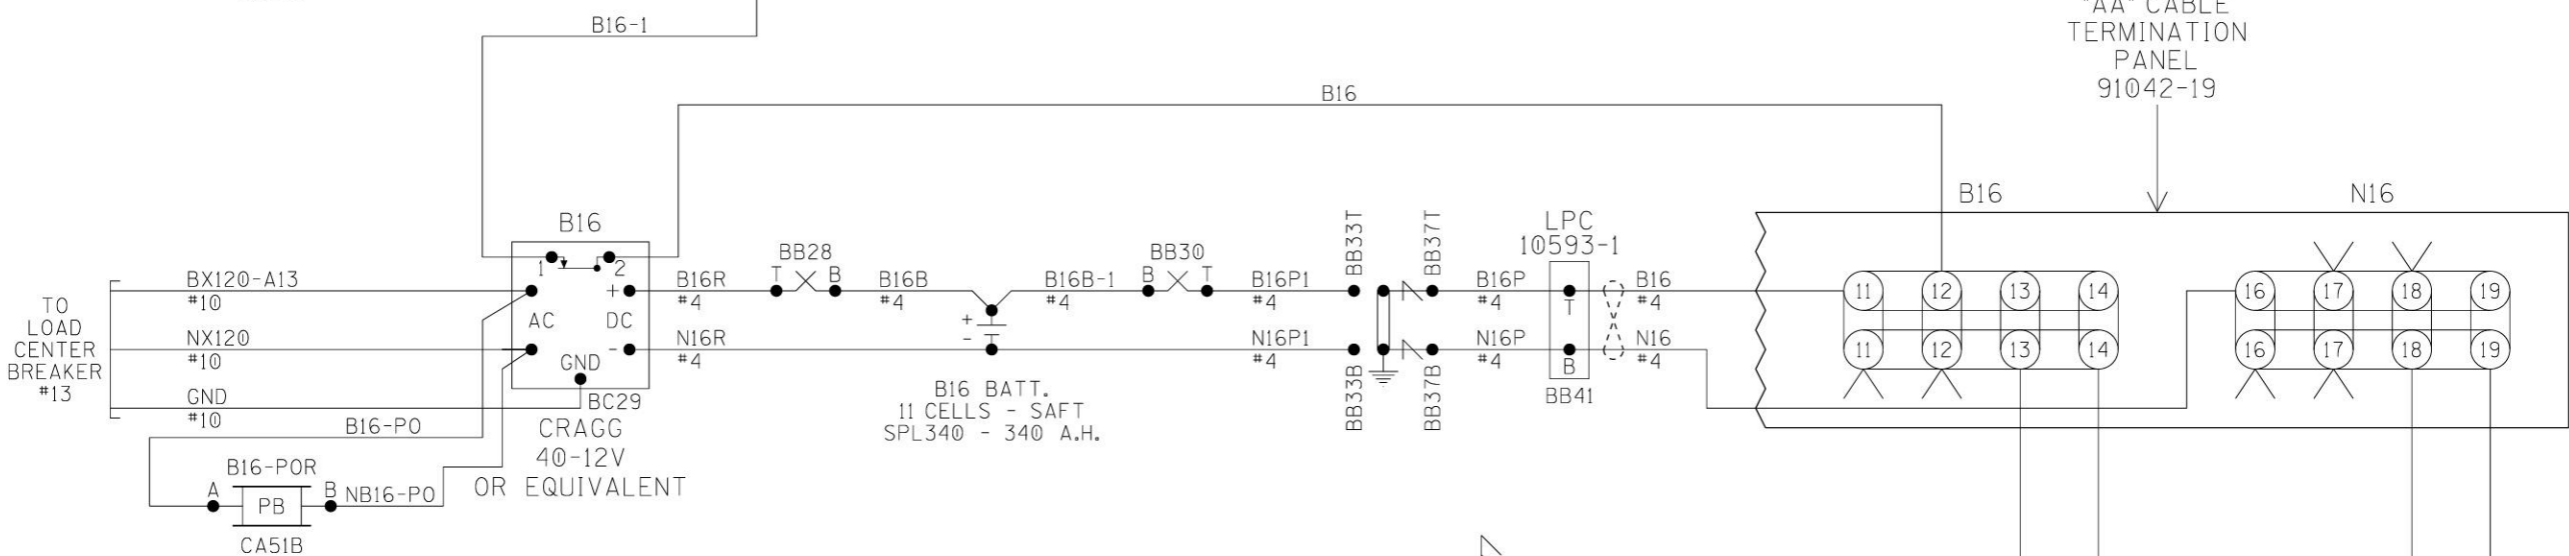 B16-1
"AA" CABLE
TERMINATION
PANEL
91042-19
B16
B16
N16
B16
1
2
BX120-A13
#10
NX120
#10
GND
#10
TO
LOAD
CENTER
BREAKER
#13
AC
DC
+
-
GND
BC29
CRAGG
40-12V
OR EQUIVALENT
B16-PO
B16-POR
A
PB
B
NB16-PO
CA51B
B16R
#4
N16R
#4
BB28
T
B
B16B
#4
+
-
B16 BATT.
11 CELLS - SAFT
SPL340 - 340 A.H.
B16B-1
#4
BB30
B
T
B16P1
#4
N16P1
#4
BB33T
BB33B
BB37T
BB37B
B16P
#4
N16P
#4
LPC
10593-1
T
B
BB41
B16
#4
N16
#4
11
12
13
14
16
17
18
19
11
12
13
14
16
17
18
19